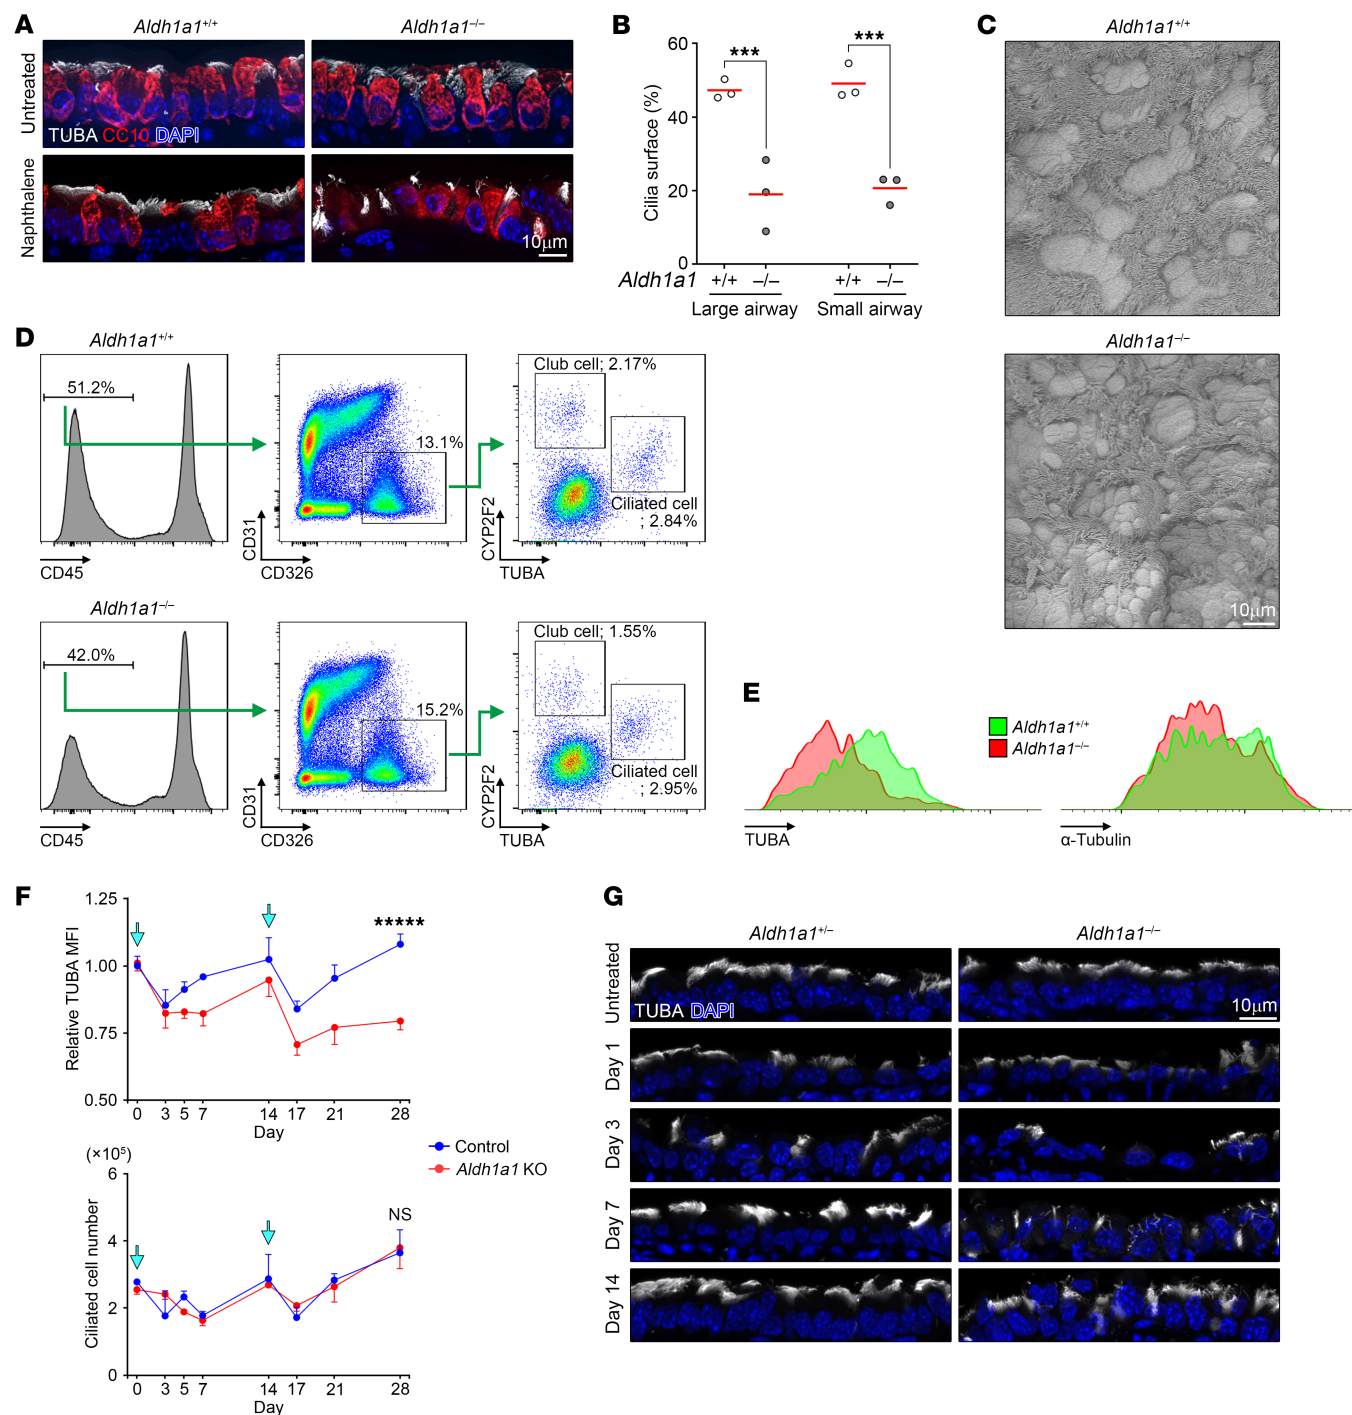 A
Aldh1a1+/+
Aldh1a1–/–
Untreated
TUBA CC10 DAPI
Naphthalene
10μm
B
Cilia surface (%)
60
40
20
0
***
***
Aldh1a1 +/+ –/– +/+ –/–
Large airway
Small airway
C
Aldh1a1+/+
Aldh1a1–/–
10μm
D
Aldh1a1+/+
51.2%
CD45
13.1%
CD31
CD326
Club cell; 2.17%
Ciliated cell
; 2.84%
CYP2F2
TUBA
Aldh1a1–/–
42.0%
CD45
15.2%
CD31
CD326
Club cell; 1.55%
Ciliated cell
; 2.95%
CYP2F2
TUBA
E
Aldh1a1+/+
Aldh1a1–/–
TUBA
α-Tubulin
F
Relative TUBA MFI
1.25
1.00
0.75
0.50
*****
0 3 5 7 14 17 21 28
Day
Control
Aldh1a1 KO
(×10⁵)
Ciliated cell number
6
4
2
0
NS
0 3 5 7 14 17 21 28
Day
G
Aldh1a1+/–
Aldh1a1–/–
Untreated
TUBA DAPI
10μm
Day 1
Day 3
Day 7
Day 14